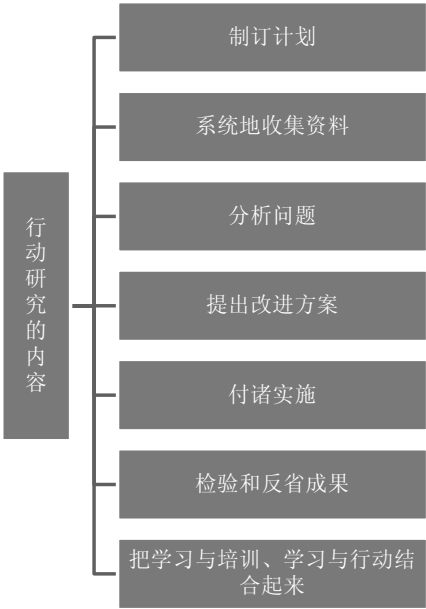 行动研究的内容
制订计划
系统地收集资料
分析问题
提出改进方案
付诸实施
检验和反省成果
把学习与培训、学习与行动结
合起来